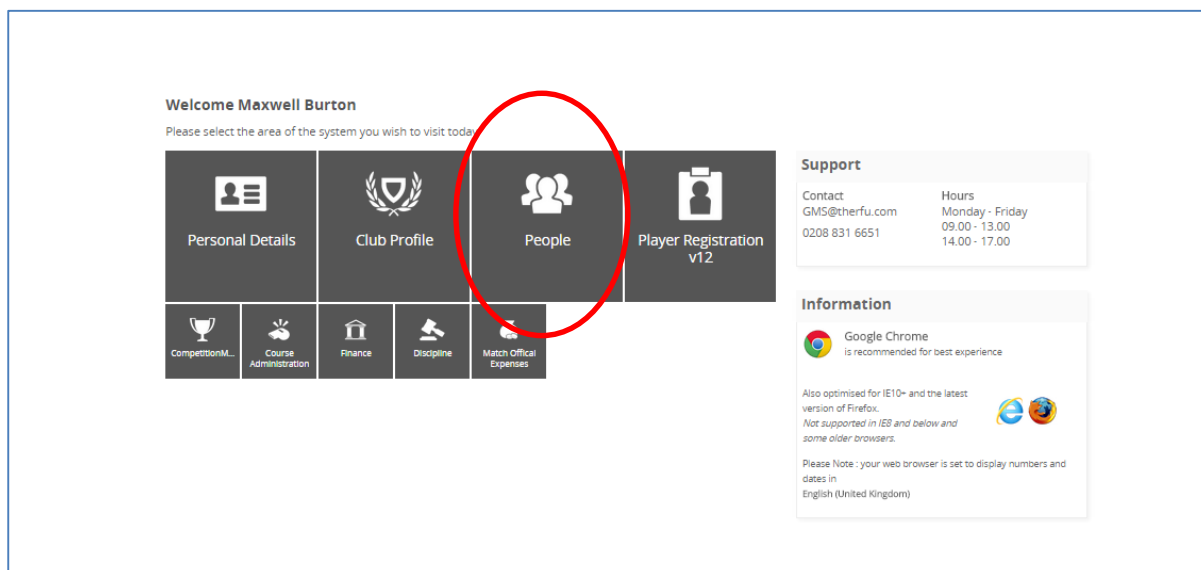 Welcome Maxwell Burton
Please select the area of the system you wish to visit today
Personal Details
Club Profile
People
Player Registration
v12
CompetitionM...
Course
Administration
Finance
Discipline
Match Offical
Expenses
Support
Contact
GMS@therfu.com
0208 831 6651
Hours
Monday - Friday
09.00 - 13.00
14.00 - 17.00
Information
Google Chrome
is recommended for best experience
Also optimised for IE10+ and the latest
version of Firefox.
Not supported in IE8 and below and
some older browsers.
Please Note : your web browser is set to display numbers and
dates in
English (United Kingdom)